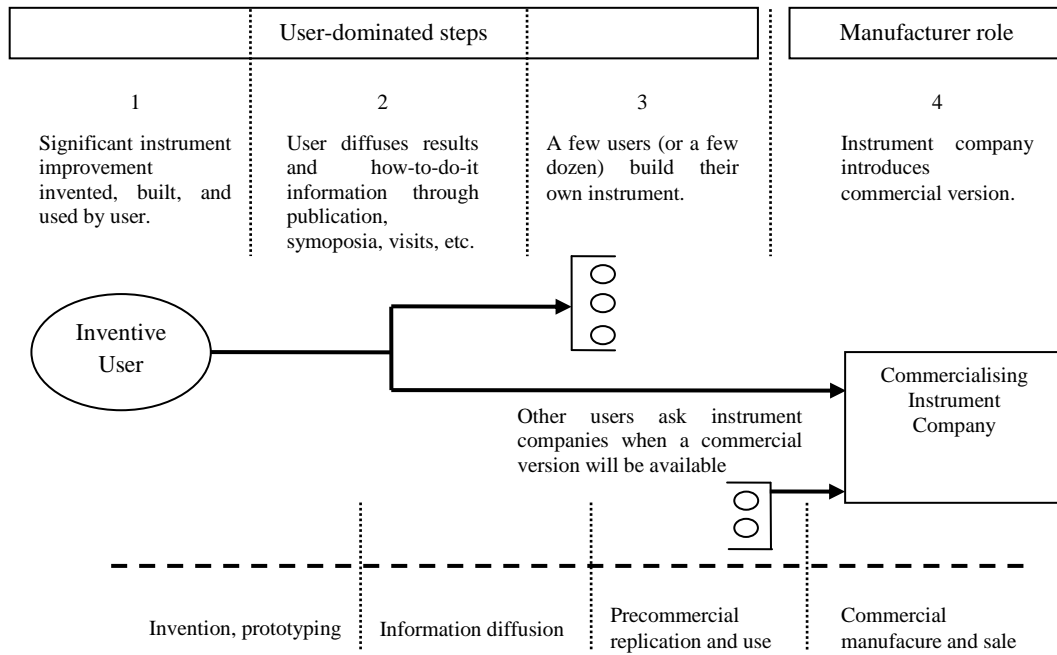 User-dominated steps
Manufacturer role
1
Significant instrument
improvement
invented, built, and
used by user.
2
User diffuses results
and how-to-do-it
information through
publication,
symoposia, visits, etc.
3
A few users (or a few
dozen) build their
own instrument.
4
Instrument company
introduces
commercial version.
Inventive
User
Commercialising
Instrument
Company
Other users ask instrument
companies when a commercial
version will be available
Invention, prototyping
Information diffusion
Precommercial
replication and use
Commercial
manufacure and sale